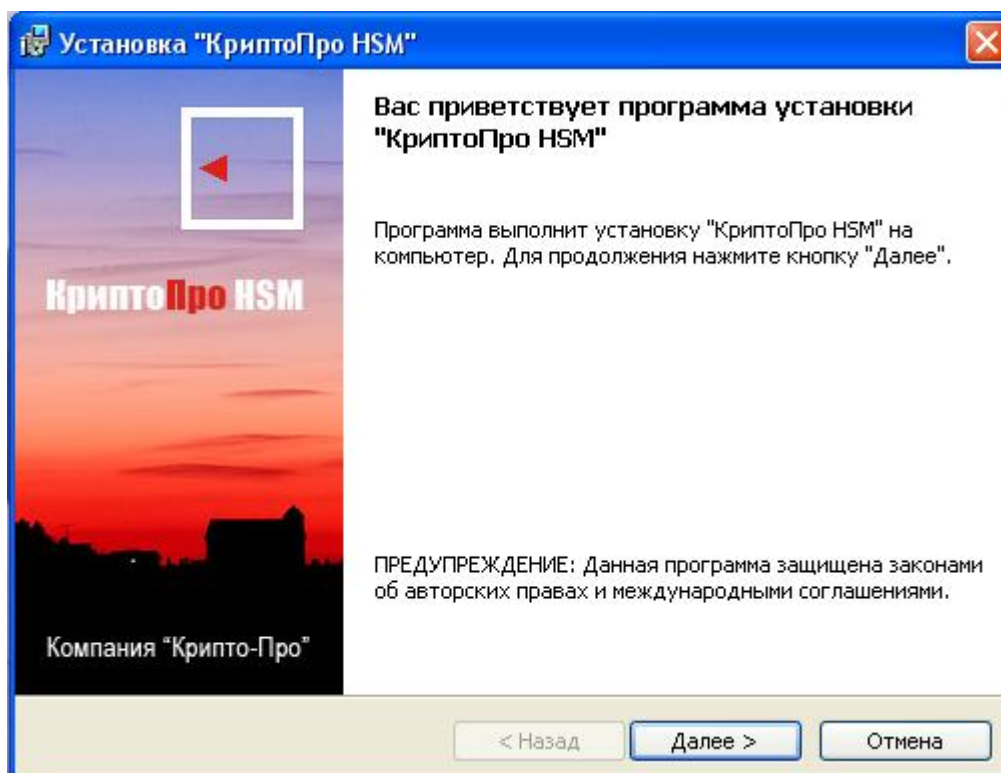 Установка "КриптоПро HSM"
Вас приветствует программа установки
"КриптоПро HSM"
Программа выполнит установку "КриптоПро HSM" на
компьютер. Для продолжения нажмите кнопку "Далее".
КриптоПро HSM
ПРЕДУПРЕЖДЕНИЕ: Данная программа защищена законами
об авторских правах и международными соглашениями.
Компания “Крипто-Про”
< Назад
Далее >
Отмена